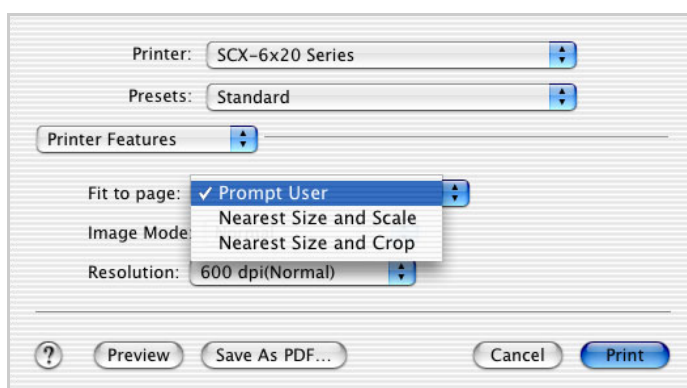 Printer: SCX-6x20 Series
Presets: Standard
Printer Features
Fit to page: ✓ Prompt User
Nearest Size and Scale
Image Mode:
Nearest Size and Crop
Resolution: 600 dpi(Normal)
? Preview Save As PDF... Cancel Print